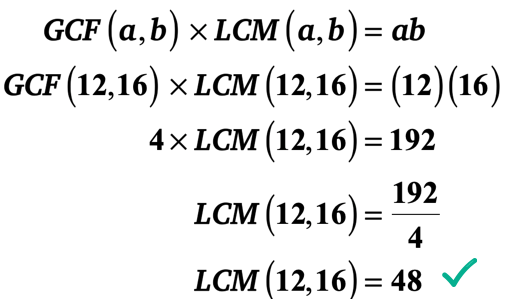 GCF(a,b) × LCM(a,b) = ab
GCF(12,16) × LCM(12,16) = (12)(16)
4 × LCM(12,16) = 192
LCM(12,16) = 192/4
LCM(12,16) = 48 ✓